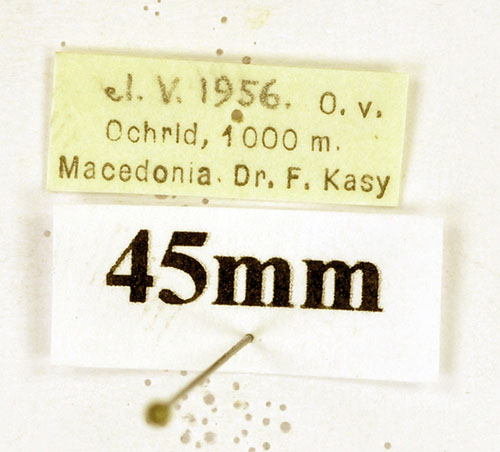 el. V. 1956. O. v.
Ochrid, 1000 m.
Macedonia. Dr. F. Kasy
45mm